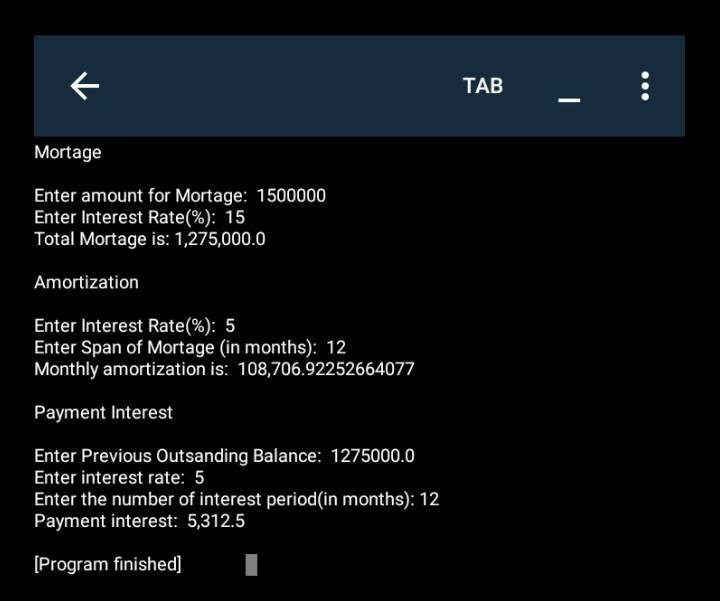 TAB
Mortage
Enter amount for Mortage: 1500000
Enter Interest Rate(%): 15
Total Mortage is: 1,275,000.0
Amortization
Enter Interest Rate(%): 5
Enter Span of Mortage (in months): 12
Monthly amortization is: 108,706.92252664077
Payment Interest
Enter Previous Outsanding Balance: 1275000.0
Enter interest rate: 5
Enter the number of interest period(in months): 12
Payment interest: 5,312.5
[Program finished]